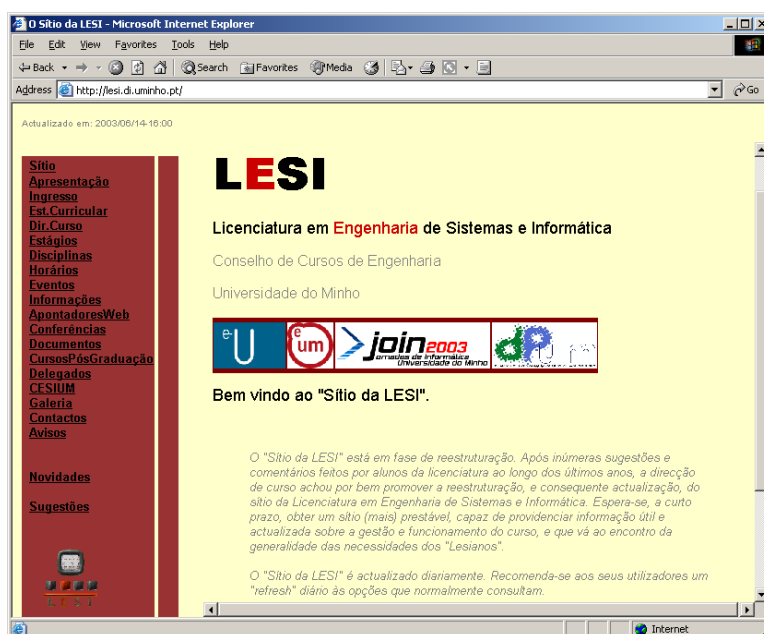 O Sítio da LESI - Microsoft Internet Explorer
File Edit View Favorites Tools Help
Back Search Favorites Media
Address http://lesi.di.uminho.pt/ Go
Actualizado em: 2003/06/14-16:00
Sítio
Apresentação
Ingresso
Est.Curricular
Dir.Curso
Estágios
Disciplinas
Horários
Eventos
Informações
ApontadoresWeb
Conferências
Documentos
CursosPósGraduação
Delegados
CESIUM
Galeria
Contactos
Avisos
Novidades
Sugestões
LESI
LESI
Licenciatura em Engenharia de Sistemas e Informática
Conselho de Cursos de Engenharia
Universidade do Minho
e-U
e um
join2003
Jornadas de Informática
Universidade do Minho
Bem vindo ao "Sítio da LESI".
O "Sítio da LESI" está em fase de reestruturação. Após inúmeras sugestões e
comentários feitos por alunos da licenciatura ao longo dos últimos anos, a direcção
de curso achou por bem promover a reestruturação, e consequente actualização, do
sítio da Licenciatura em Engenharia de Sistemas e Informática. Espera-se, a curto
prazo, obter um sítio (mais) prestável, capaz de providenciar informação útil e
actualizada sobre a gestão e funcionamento do curso, e que vá ao encontro da
generalidade das necessidades dos "Lesianos".
O "Sítio da LESI" é actualizado diariamente. Recomenda-se aos seus utilizadores um
"refresh" diário às opções que normalmente consultam.
Internet